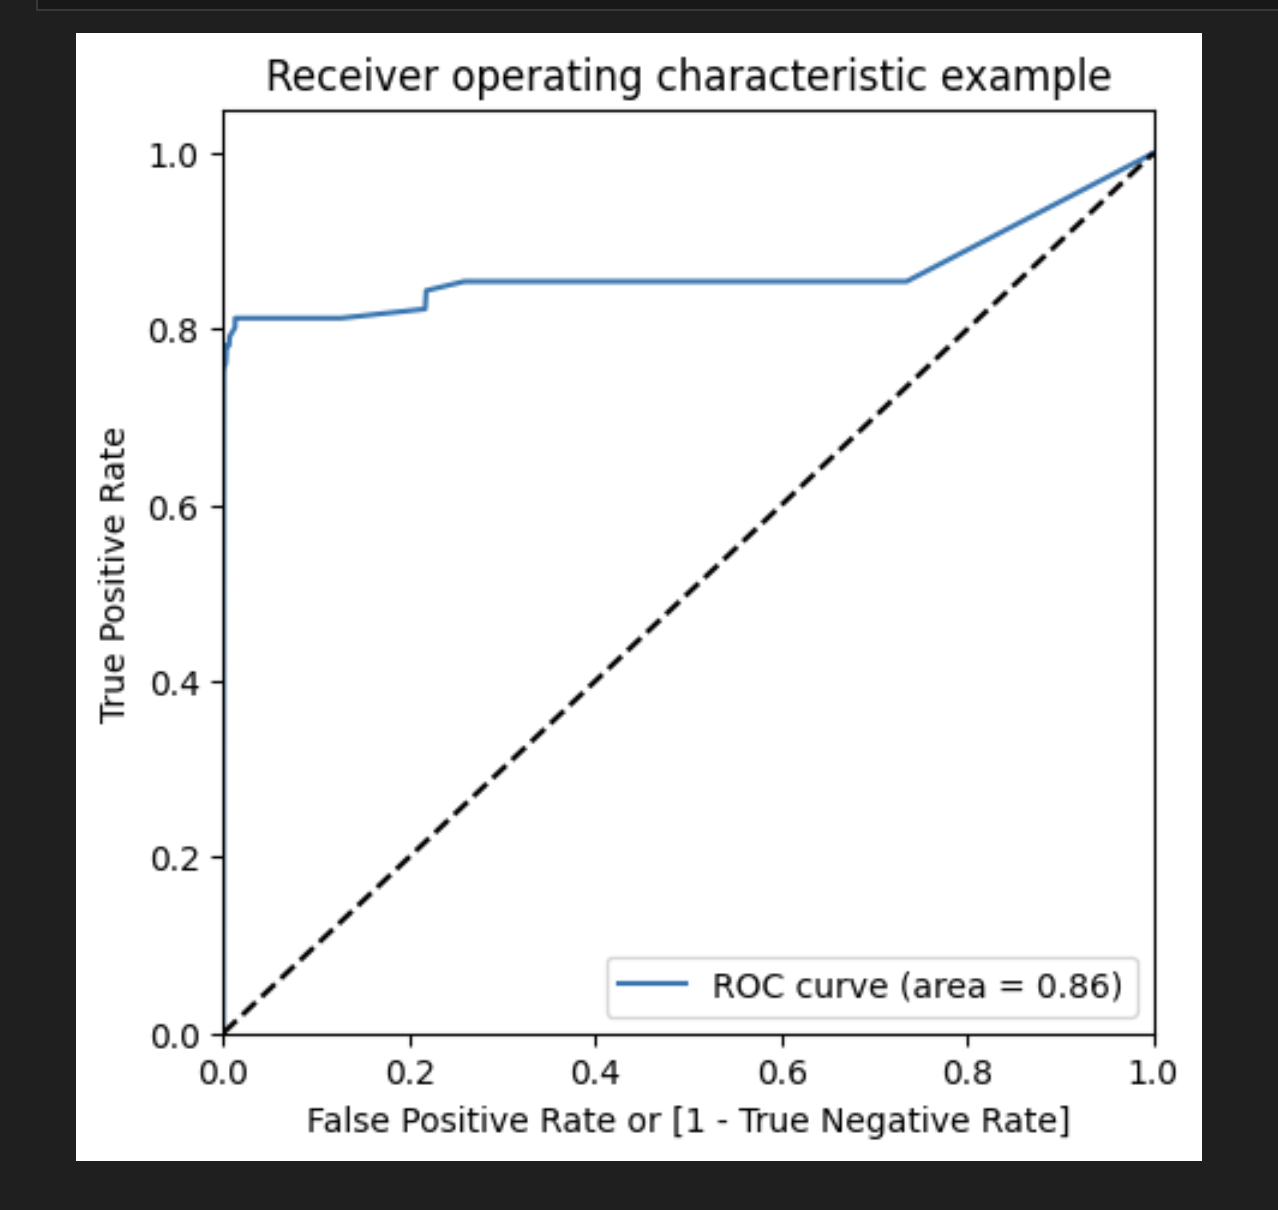 Receiver operating characteristic example
1.0
0.8
0.6
0.4
0.2
0.0
True Positive Rate
ROC curve (area = 0.86)
0.0 0.2 0.4 0.6 0.8 1.0
False Positive Rate or [1 - True Negative Rate]